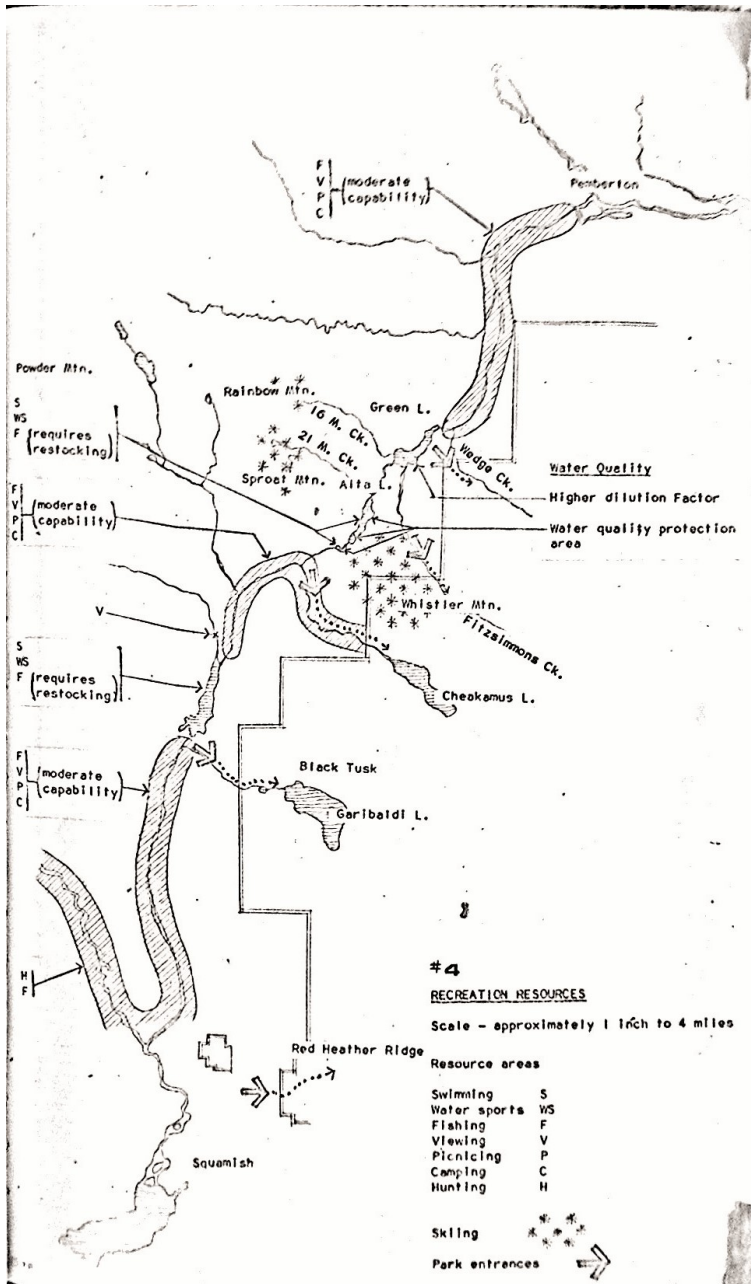 F
V
P
C
(moderate
capability)
Pemberton
Powder Mtn.
S
WS
F (requires
restocking)
Rainbow Mtn.
Green L.
16 M. Ck.
21 M. Ck.
Sproat Mtn.
Alta L.
Wedge Ck.
Water Quality
Higher dilution Factor
Water quality protection
area
F
V
P
C
(moderate
capability)
V
Whistler Mtn.
Fitzsimmons Ck.
S
WS
F (requires
restocking)
Cheakamus L.
Black Tusk
Garibaldi L.
F
V
P
C
(moderate
capability)
H
F
#4
RECREATION RESOURCES
Scale - approximately 1 inch to 4 miles
Red Heather Ridge
Resource areas
Swimming S
Water sports WS
Fishing F
Viewing V
Picnicing P
Camping C
Hunting H
Squamish
Skiing
Park entrances